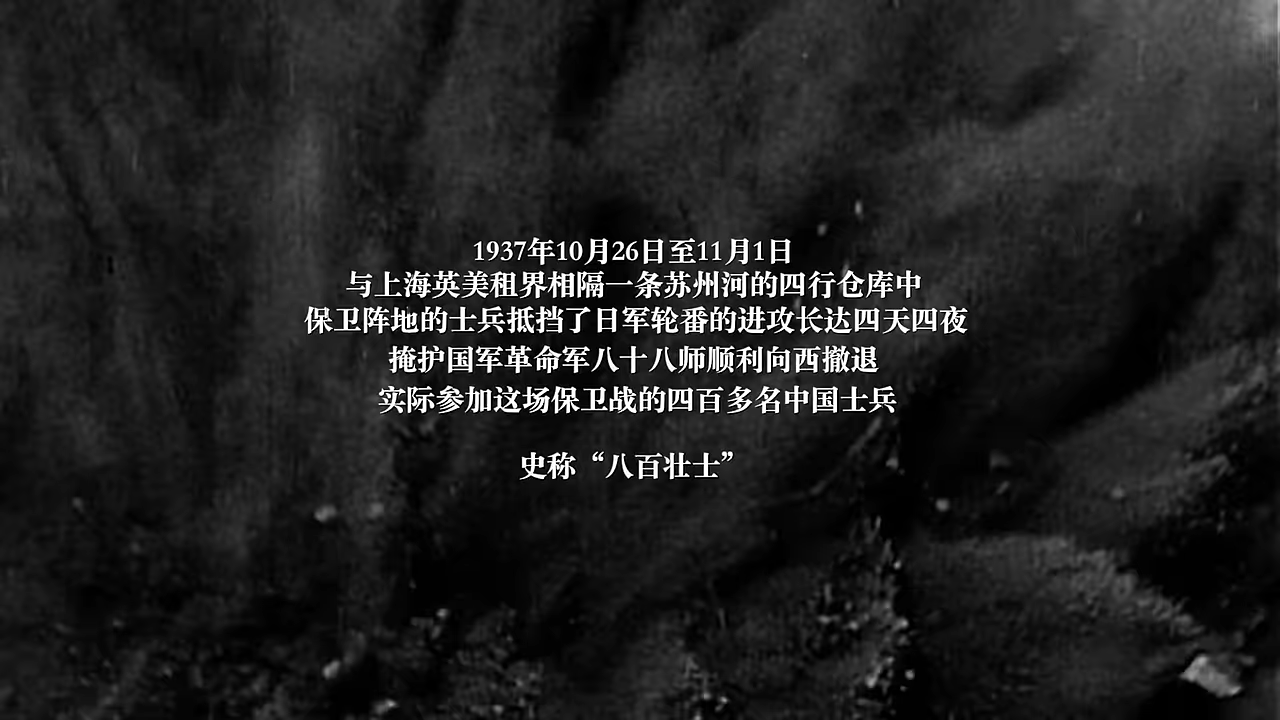 1937年10月26日至11月1日
与上海英美租界相隔一条苏州河的四行仓库中
保卫阵地的士兵抵挡了日军轮番的进攻长达四天四夜
掩护国军革命军八十八师顺利向西撤退
实际参加这场保卫战的四百多名中国士兵
史称“八百壮士”